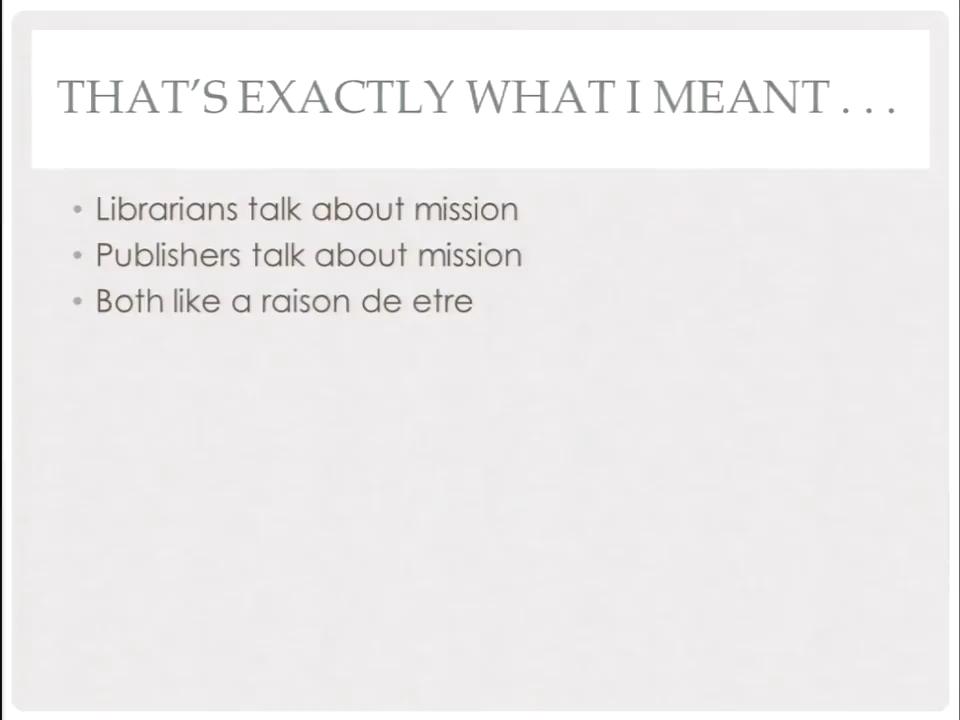 THAT’S EXACTLY WHAT I MEANT . . .
• Librarians talk about mission
• Publishers talk about mission
• Both like a raison de etre